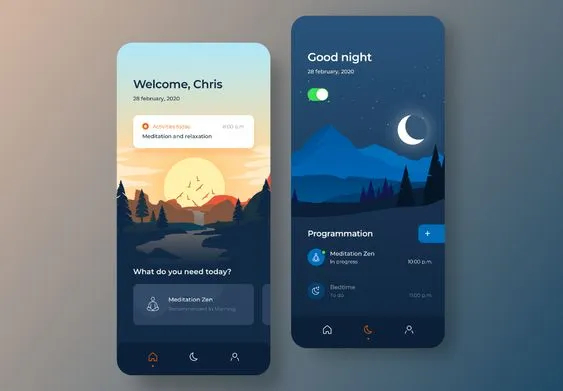 Welcome, Chris
28 february, 2020
Activities today
6:00 p.m.
Meditation and relaxation
What do you need today?
Meditation Zen
Recommended in Morning
Good night
28 february, 2020
Programmation
+
Meditation Zen
In progress
10:00 p.m.
Bedtime
To do
11:00 p.m.